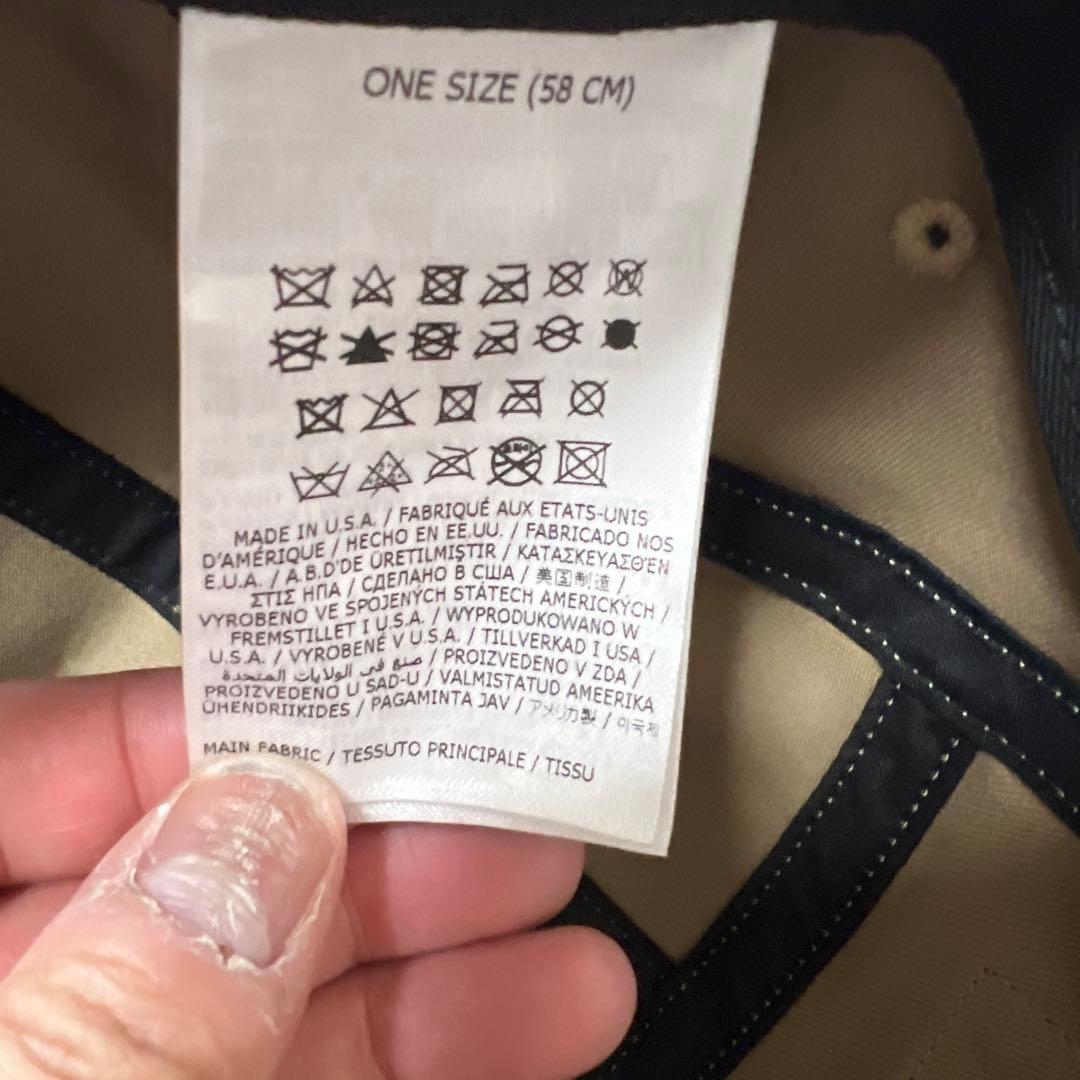 ONE SIZE (58 CM)
MADE IN U.S.A. / FABRIQUÉ AUX ETATS-UNIS
D'AMÉRIQUE / HECHO EN EE.UU. / FABRICADO NOS
E.U.A. / A.B.D'DE ÜRETILMIŞTIR / ΚΑΤΑΣΚΕΥΑΣΘΈΝ
ΣΤΙΣ ΗΠΑ / СДЕЛАНО В США / 美国制造 /
VYROBENO VE SPOJENÝCH STÁTECH AMERICKÝCH /
FREMSTILLET I U.S.A. / WYPRODUKOWANO W
U.S.A. / VYROBENÉ V U.S.A. / TILLVERKAD I USA /
صنع في الولايات المتحدة / PROIZVEDENO V ZDA /
PROIZVEDENO U SAD-U / VALMISTATUD AMEERIKA
ÜHENDRIIKIDES / PAGAMINTA JAV / アメリカ製 / 미국제
MAIN FABRIC / TESSUTO PRINCIPALE / TISSU